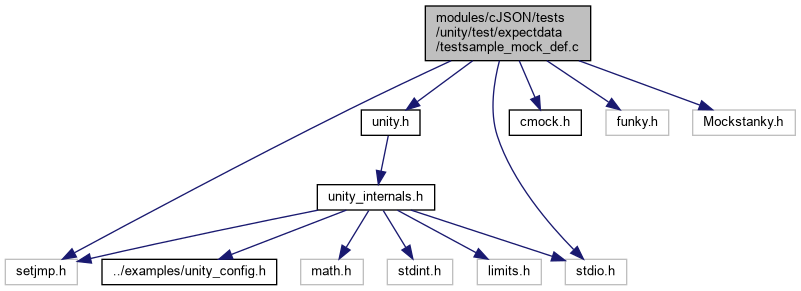 modules/cJSON/tests
/unity/test/expectdata
/testsample_mock_def.c
unity.h
cmock.h
funky.h
Mockstanky.h
unity_internals.h
setjmp.h
../examples/unity_config.h
math.h
stdint.h
limits.h
stdio.h